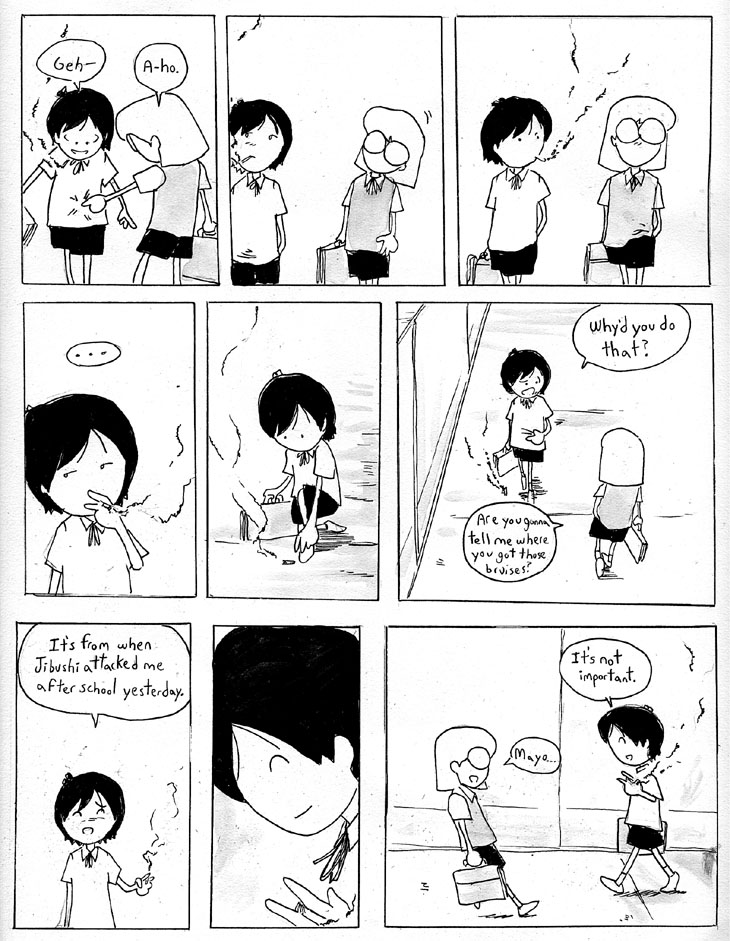 Geh—
A-ho.
...
Why'd you do
that?
Are you gonna
tell me where
you got those
bruises?
It's from when
Jibushi attacked me
after school yesterday.
Mayo...
It's not
important.